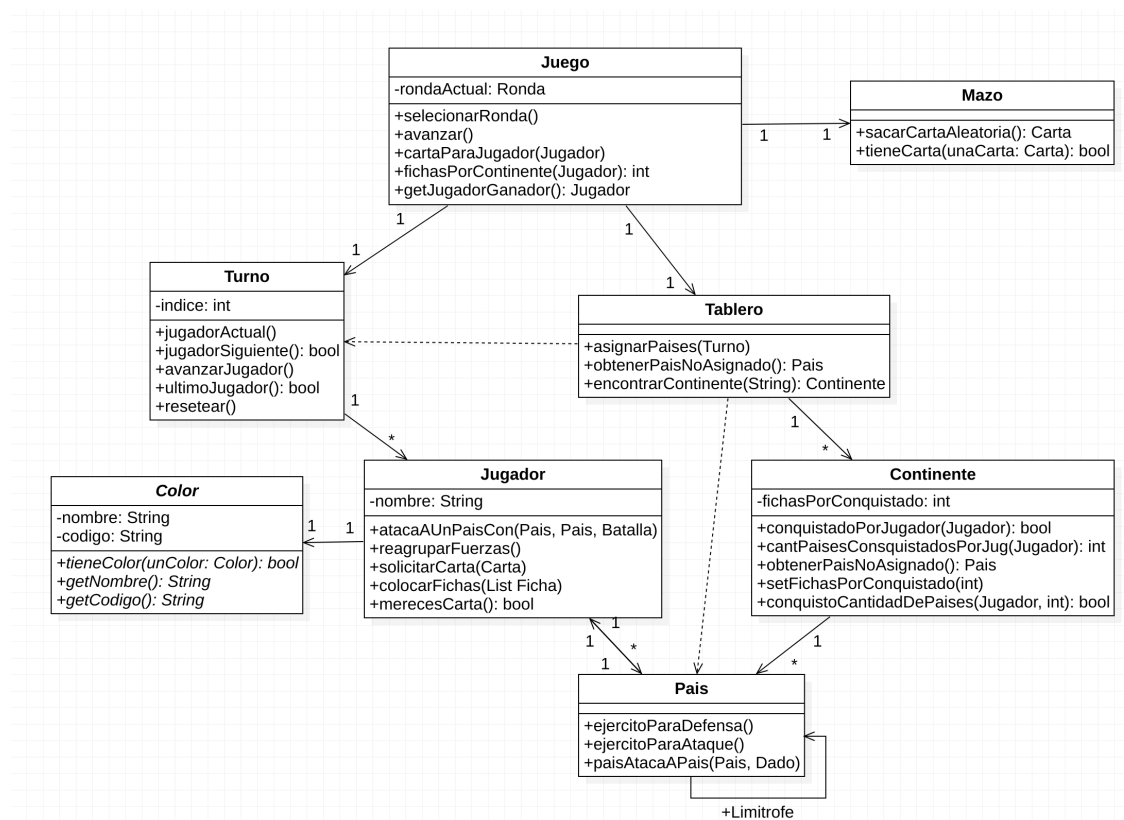 Juego
-rondaActual: Ronda
+selecionarRonda()
+avanzar()
+cartaParaJugador(Jugador)
+fichasPorContinente(Jugador): int
+getJugadorGanador(): Jugador
Mazo
+sacarCartaAleatoria(): Carta
+tieneCarta(unaCarta: Carta): bool
1
1
1
1
1
1
Turno
-indice: int
+jugadorActual()
+jugadorSiguiente(): bool
+avanzarJugador()
+ultimoJugador(): bool
+resetear()
Tablero
+asignarPaises(Turno)
+obtenerPaisNoAsignado(): Pais
+encontrarContinente(String): Continente
1
*
1
*
Color
-nombre: String
-codigo: String
+tieneColor(unColor: Color): bool
+getNombre(): String
+getCodigo(): String
1
1
Jugador
-nombre: String
+atacaAUnPaisCon(Pais, Pais, Batalla)
+reagruparFuerzas()
+solicitarCarta(Carta)
+colocarFichas(List Ficha)
+merecesCarta(): bool
Continente
-fichasPorConquistado: int
+conquistadoPorJugador(Jugador): bool
+cantPaisesConsquistadosPorJug(Jugador): int
+obtenerPaisNoAsignado(): Pais
+setFichasPorConquistado(int)
+conquistoCantidadDePaises(Jugador, int): bool
1
1
*
1
1
*
Pais
+ejercitoParaDefensa()
+ejercitoParaAtaque()
+paisAtacaAPais(Pais, Dado)
+Limitrofe